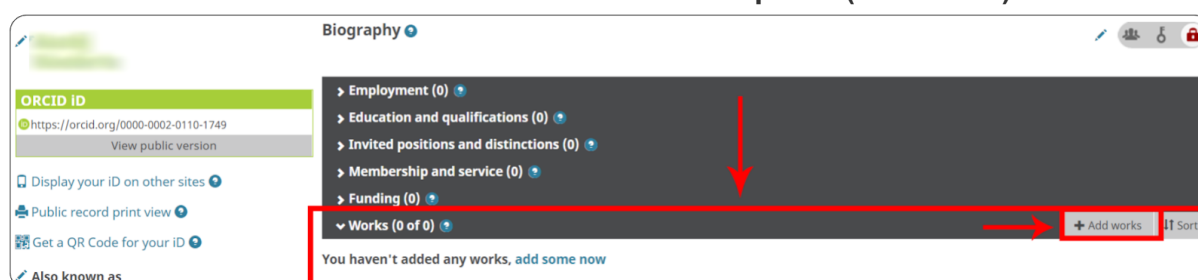 Biography
ORCID iD
https://orcid.org/0000-0002-0110-1749
View public version
Display your iD on other sites
Public record print view
Get a QR Code for your iD
Also known as
Employment (0)
Education and qualifications (0)
Invited positions and distinctions (0)
Membership and service (0)
Funding (0)
Works (0 of 0)
Add works
Sort
You haven't added any works, add some now